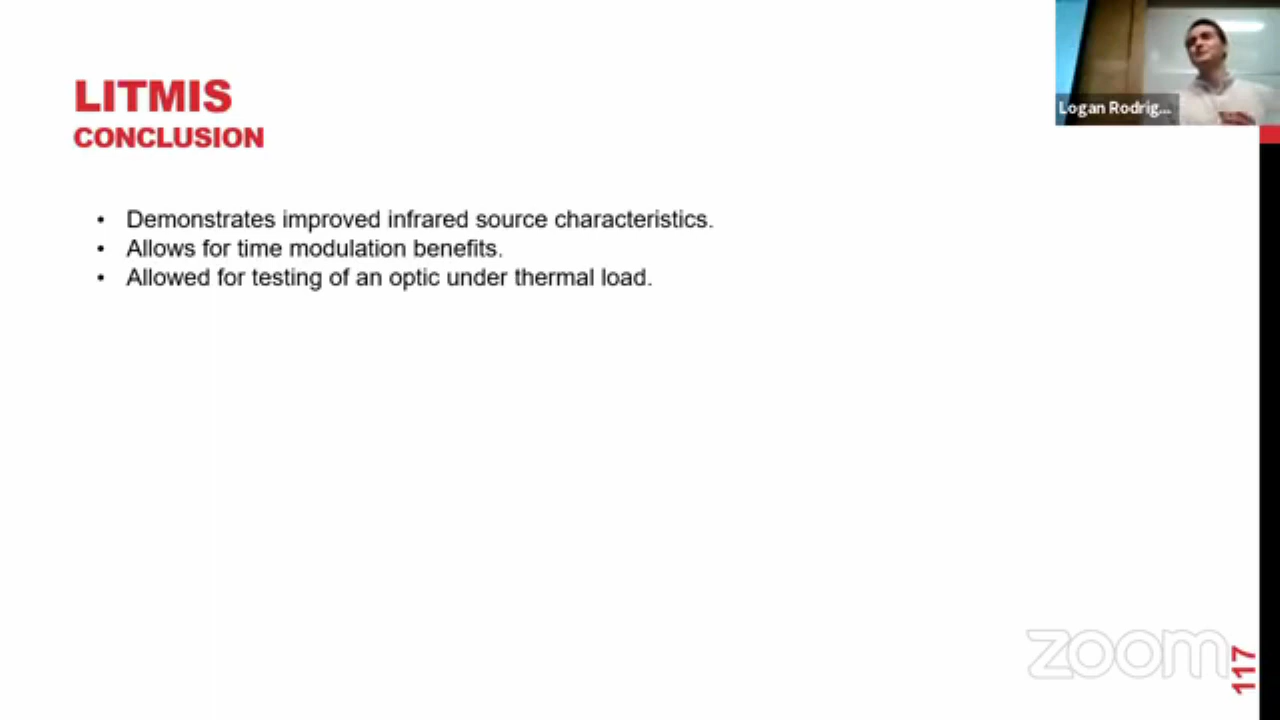 LITMIS
CONCLUSION
Logan Rodrig...
• Demonstrates improved infrared source characteristics.
• Allows for time modulation benefits.
• Allowed for testing of an optic under thermal load.
zoom
117